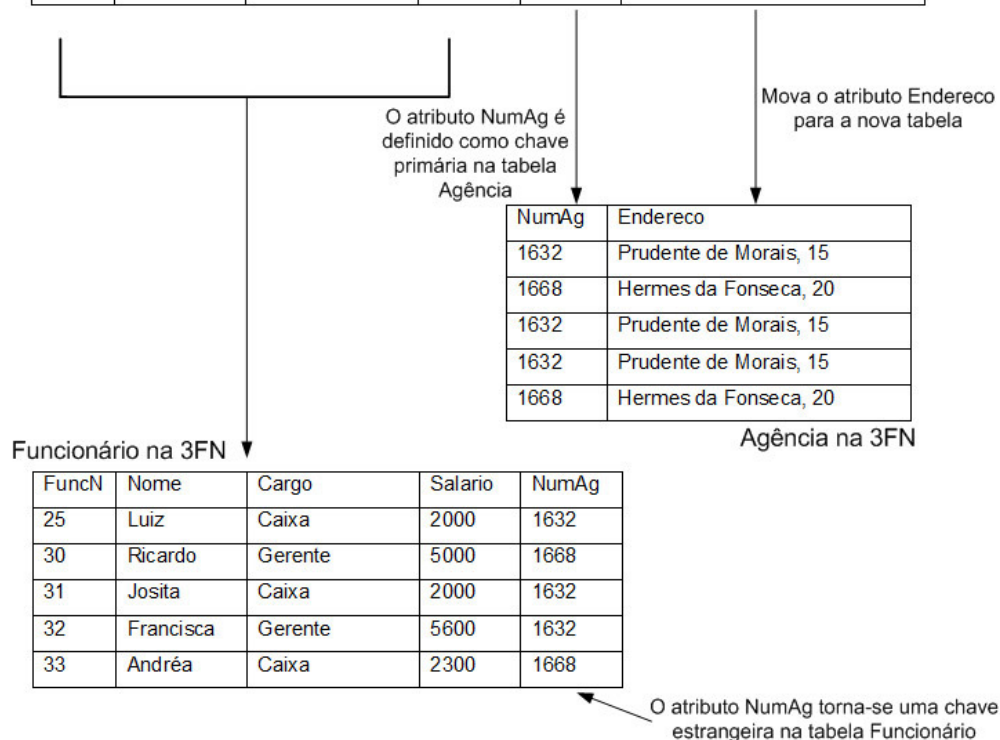 O atributo NumAg é
definido como chave
primária na tabela
Agência
Mova o atributo Endereco
para a nova tabela
NumAg Endereco
1632 Prudente de Morais, 15
1668 Hermes da Fonseca, 20
1632 Prudente de Morais, 15
1632 Prudente de Morais, 15
1668 Hermes da Fonseca, 20
Agência na 3FN
Funcionário na 3FN
FuncN Nome Cargo Salario NumAg
25 Luiz Caixa 2000 1632
30 Ricardo Gerente 5000 1668
31 Josita Caixa 2000 1632
32 Francisca Gerente 5600 1632
33 Andréa Caixa 2300 1668
O atributo NumAg torna-se uma chave
estrangeira na tabela Funcionário